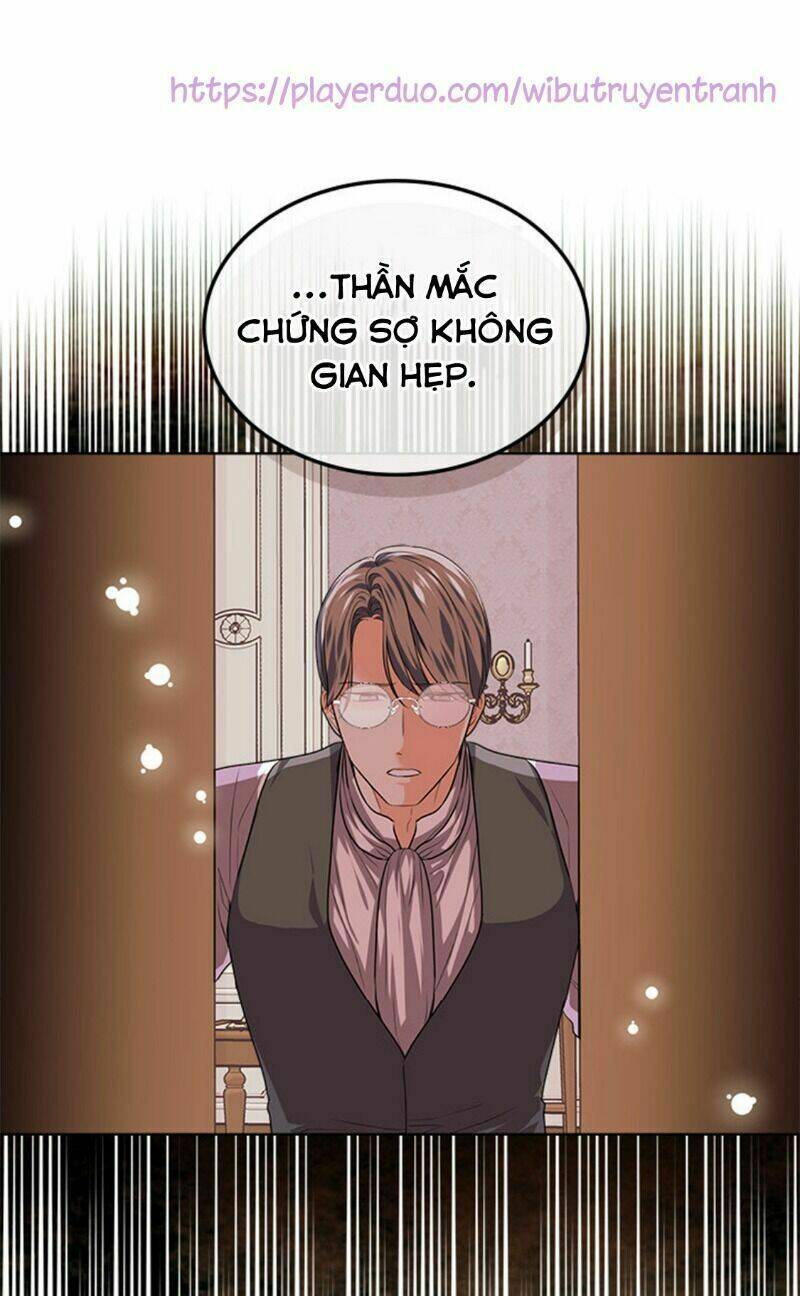 https://playerduo.com/wibutruyentranh
...THẦN MẮC
CHỨNG SỢ KHÔNG
GIAN HẸP.